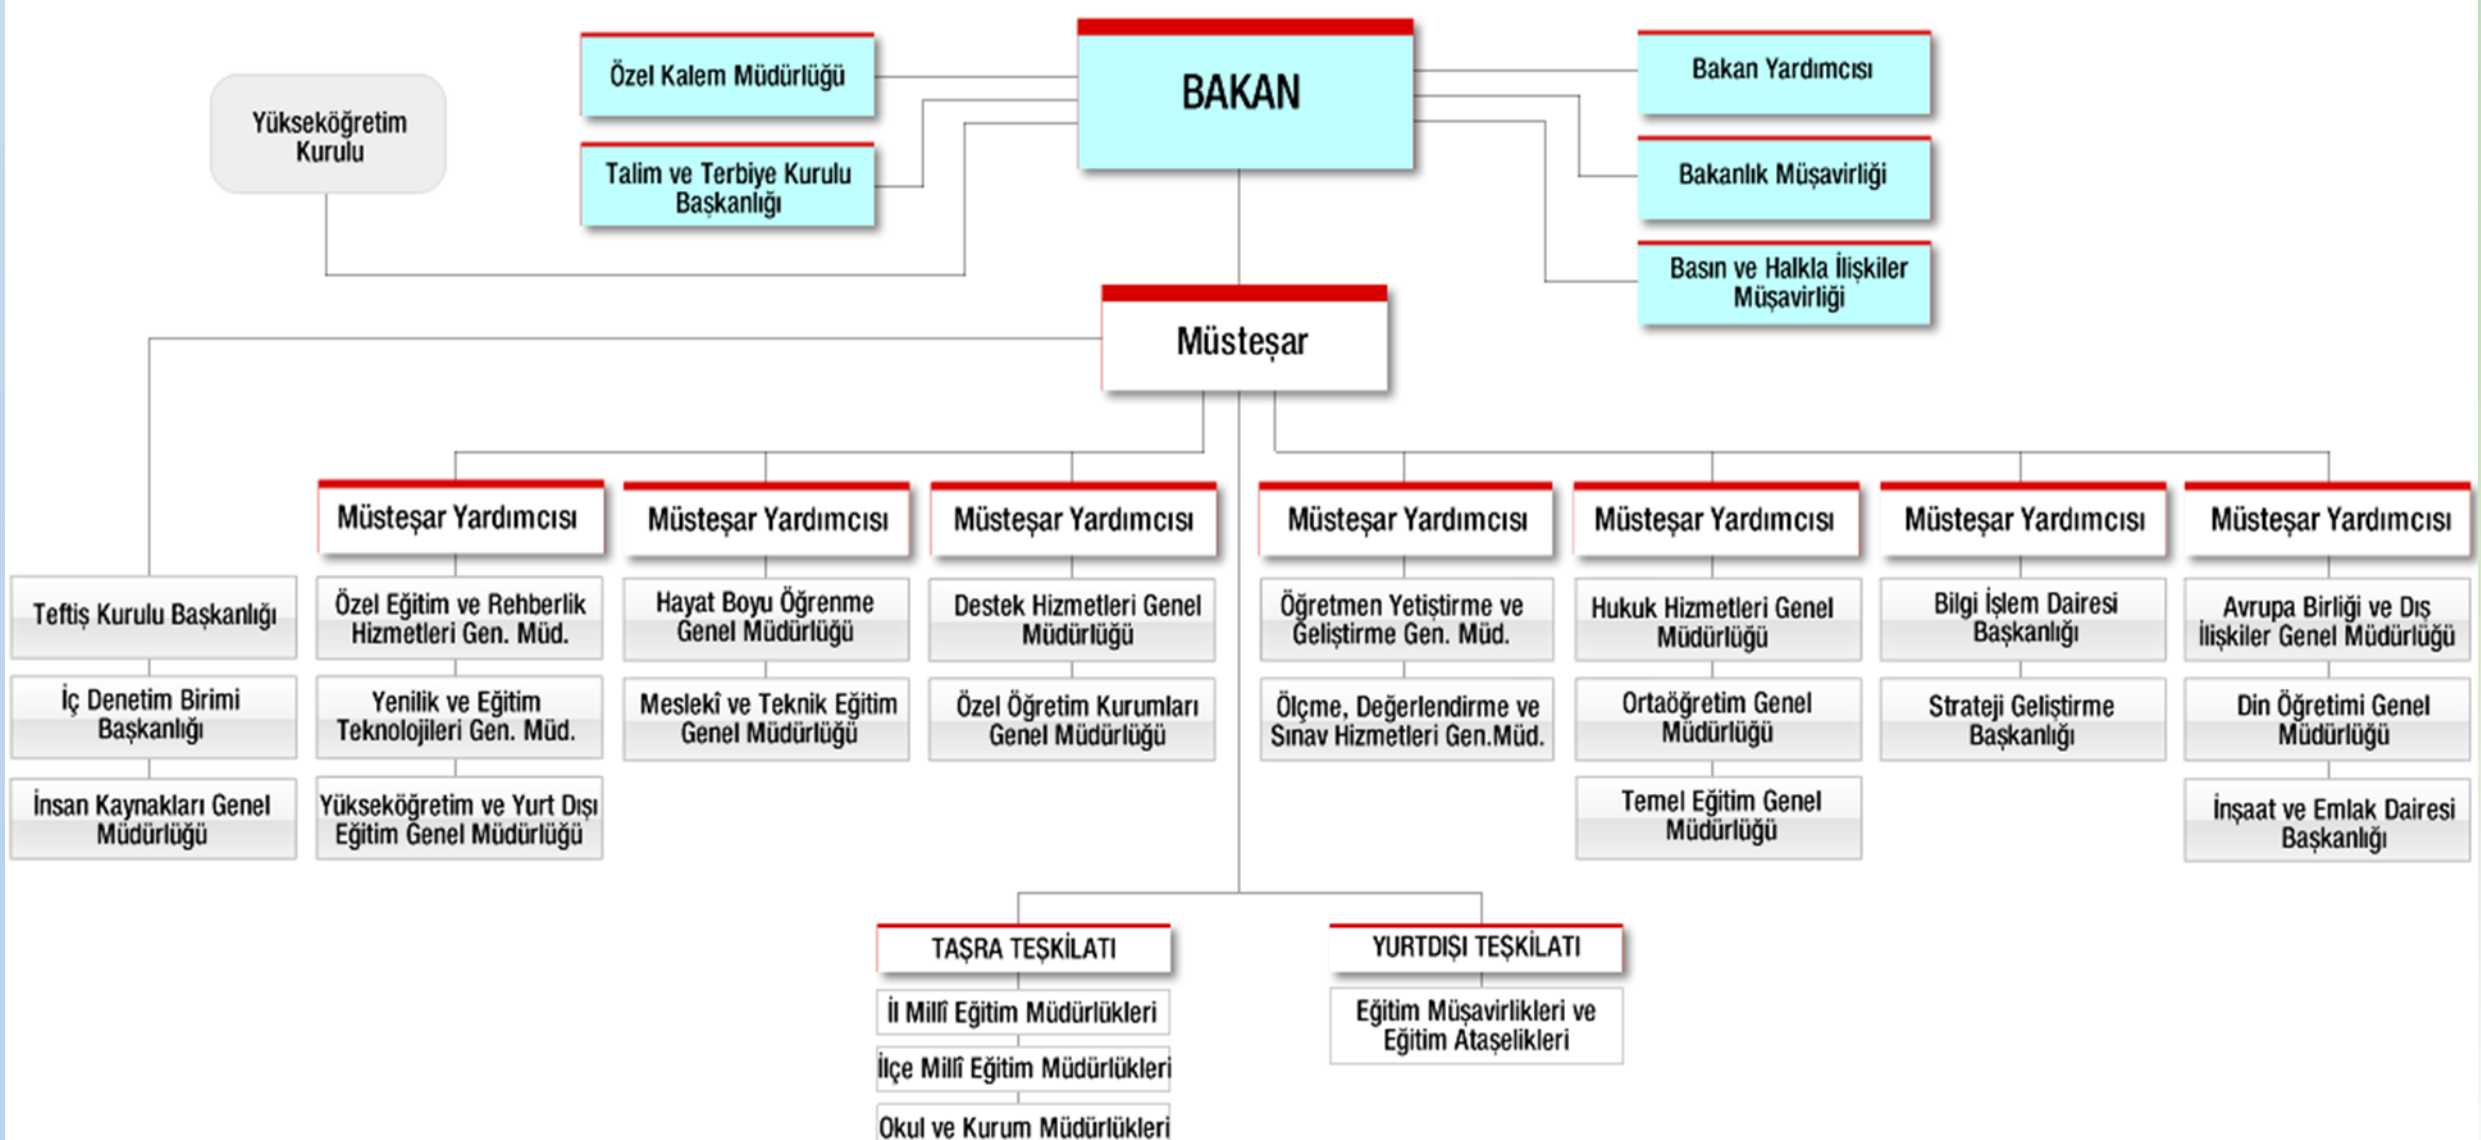 Yükseköğretim
Kurulu
Özel Kalem Müdürlüğü
Talim ve Terbiye Kurulu
Başkanlığı
BAKAN
Bakan Yardımcısı
Bakanlık Müşavirliği
Basın ve Halkla İlişkiler
Müşavirliği
Müsteşar
Teftiş Kurulu Başkanlığı
İç Denetim Birimi
Başkanlığı
İnsan Kaynakları Genel
Müdürlüğü
Müsteşar Yardımcısı
Özel Eğitim ve Rehberlik
Hizmetleri Gen. Müd.
Yenilik ve Eğitim
Teknolojileri Gen. Müd.
Yükseköğretim ve Yurt Dışı
Eğitim Genel Müdürlüğü
Müsteşar Yardımcısı
Hayat Boyu Öğrenme
Genel Müdürlüğü
Meslekî ve Teknik Eğitim
Genel Müdürlüğü
Müsteşar Yardımcısı
Destek Hizmetleri Genel
Müdürlüğü
Özel Öğretim Kurumları
Genel Müdürlüğü
Müsteşar Yardımcısı
Öğretmen Yetiştirme ve
Geliştirme Gen. Müd.
Ölçme, Değerlendirme ve
Sınav Hizmetleri Gen.Müd.
Müsteşar Yardımcısı
Hukuk Hizmetleri Genel
Müdürlüğü
Ortaöğretim Genel
Müdürlüğü
Temel Eğitim Genel
Müdürlüğü
Müsteşar Yardımcısı
Bilgi İşlem Dairesi
Başkanlığı
Strateji Geliştirme
Başkanlığı
Müsteşar Yardımcısı
Avrupa Birliği ve Dış
İlişkiler Genel Müdürlüğü
Din Öğretimi Genel
Müdürlüğü
İnşaat ve Emlak Dairesi
Başkanlığı
TAŞRA TEŞKİLATI
İl Millî Eğitim Müdürlükleri
İlçe Millî Eğitim Müdürlükleri
Okul ve Kurum Müdürlükleri
YURTDIŞI TEŞKİLATI
Eğitim Müşavirlikleri ve
Eğitim Ataşelikleri